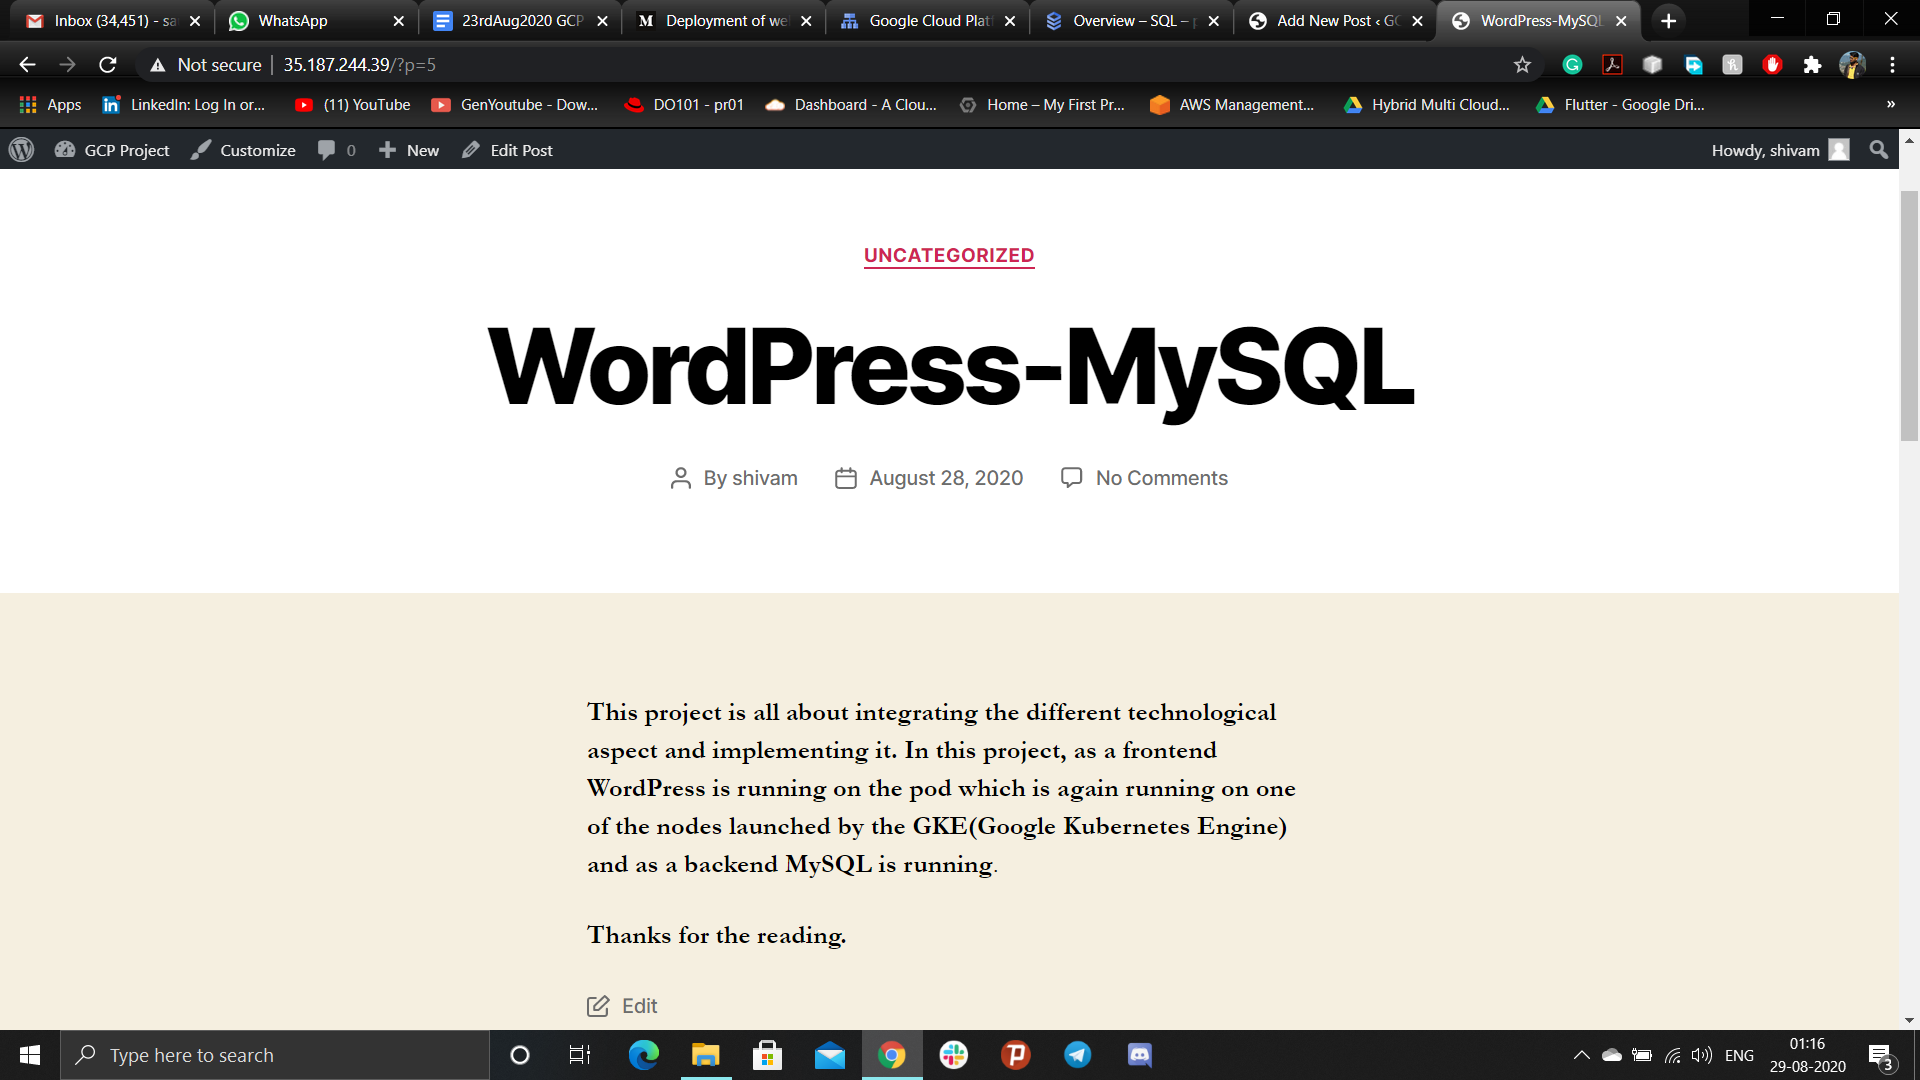 Inbox (34,451) - sa
WhatsApp
23rdAug2020 GCP
Deployment of we
Google Cloud Plat
Overview – SQL – p
Add New Post ‹ GC
WordPress-MySQL
Not secure
35.187.244.39/?p=5
Apps
LinkedIn: Log In or...
(11) YouTube
GenYoutube - Dow...
DO101 - pr01
Dashboard - A Clou...
Home – My First Pr...
AWS Management...
Hybrid Multi Cloud...
Flutter - Google Dri...
»
GCP Project
Customize
0
New
Edit Post
Howdy, shivam
UNCATEGORIZED
WordPress-MySQL
By shivam
August 28, 2020
No Comments
This project is all about integrating the different technological
aspect and implementing it. In this project, as a frontend
WordPress is running on the pod which is again running on one
of the nodes launched by the GKE(Google Kubernetes Engine)
and as a backend MySQL is running.
Thanks for the reading.
Edit
Type here to search
ENG
01:16
29-08-2020
3